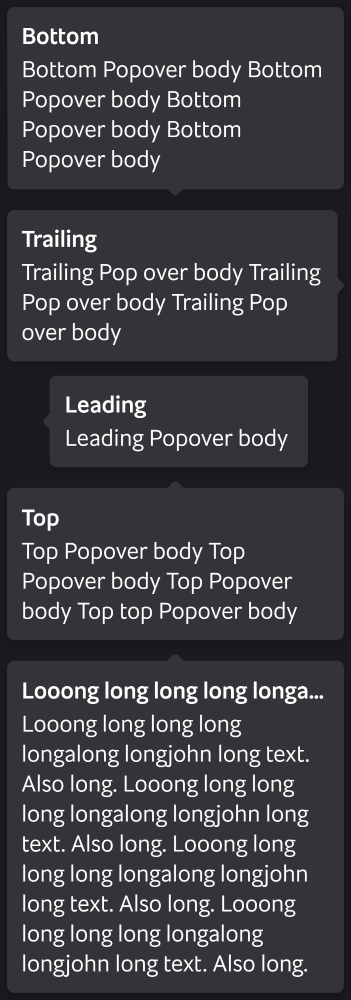 Bottom
Bottom Popover body Bottom
Popover body Bottom
Popover body Bottom
Popover body
Trailing
Trailing Pop over body Trailing
Pop over body Trailing Pop
over body
Leading
Leading Popover body
Top
Top Popover body Top
Popover body Top Popover
body Top top Popover body
Looong long long long longa...
Looong long long long
longalong longjohn long text.
Also long. Looong long long
long longalong longjohn long
text. Also long. Looong long
long long longalong longjohn
long text. Also long. Looong
long long long longalong
longjohn long text. Also long.